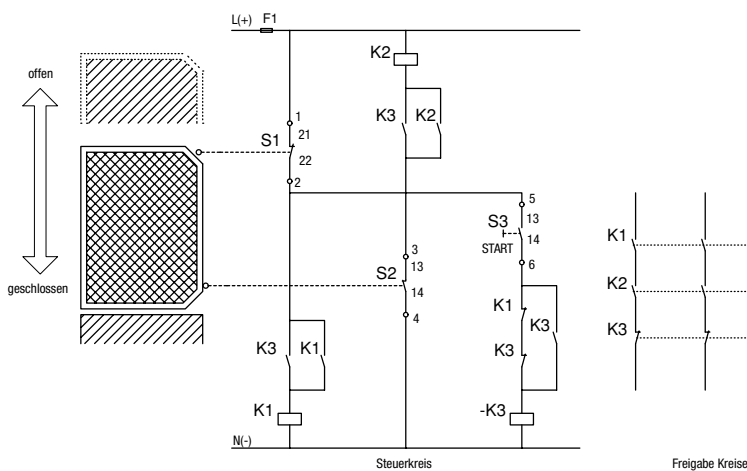 L(+) F1
offen
geschlossen
K2
K3 K2
1
21
S1
22
2
5
S3 13
START 14
6
3
13
S2
14
4
K1
K3
K3
K3 K1
K1
-K3
N(-)
K1
K2
K3
Steuerkreis
Freigabe Kreise